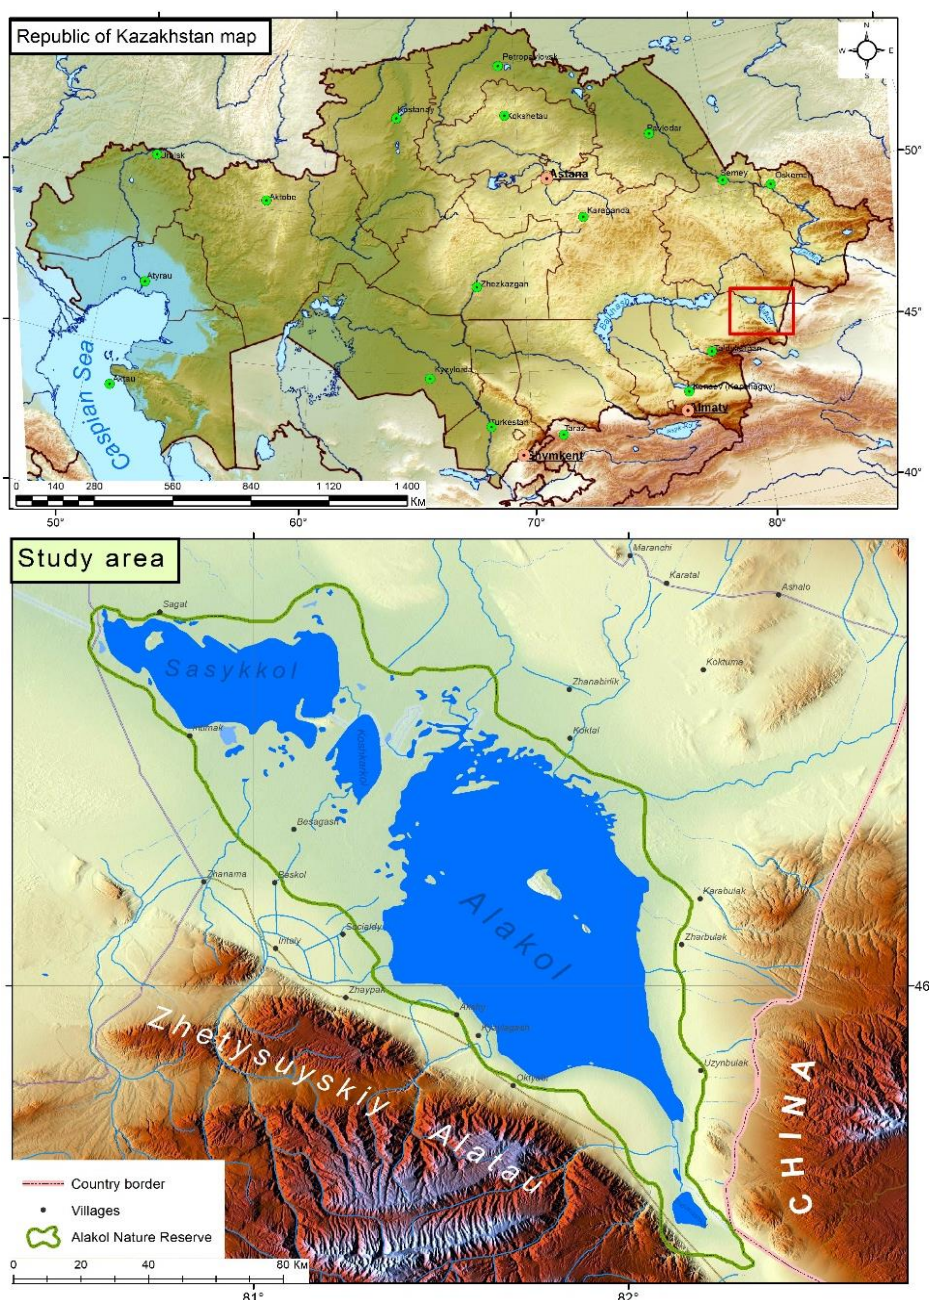 Republic of Kazakhstan map
N
W E
S
Petropavlovsk
Kostanay
Kokshetau
Pavlodar
50°
Uralsk
Astana
Semey
Oskemen
Aktobe
Karaganda
Atyrau
Zhezkazgan
Balkhash
45°
Caspian Sea
Aktau
Kyzylorda
Almaty
Turkestan
Taraz
Shymkent
40°
0 140 280 560 840 1 120 1 400
Км
50° 60° 70° 80°
Study area
Maranchi
Karatal
Ashalo
Sagat
Sasykkol
Koktuma
Zhanabirlik
Koktal
Koshkarkol
Besagash
Zhanama
Beskol
Alakol
Karabulak
Zharbulak
Intaly
46
Zhaypak
Uzynbulak
Zhetysuyskiy Alatau
CHINA
Country border
Villages
Alakol Nature Reserve
0 20 40 60 80 Км
81° 82°